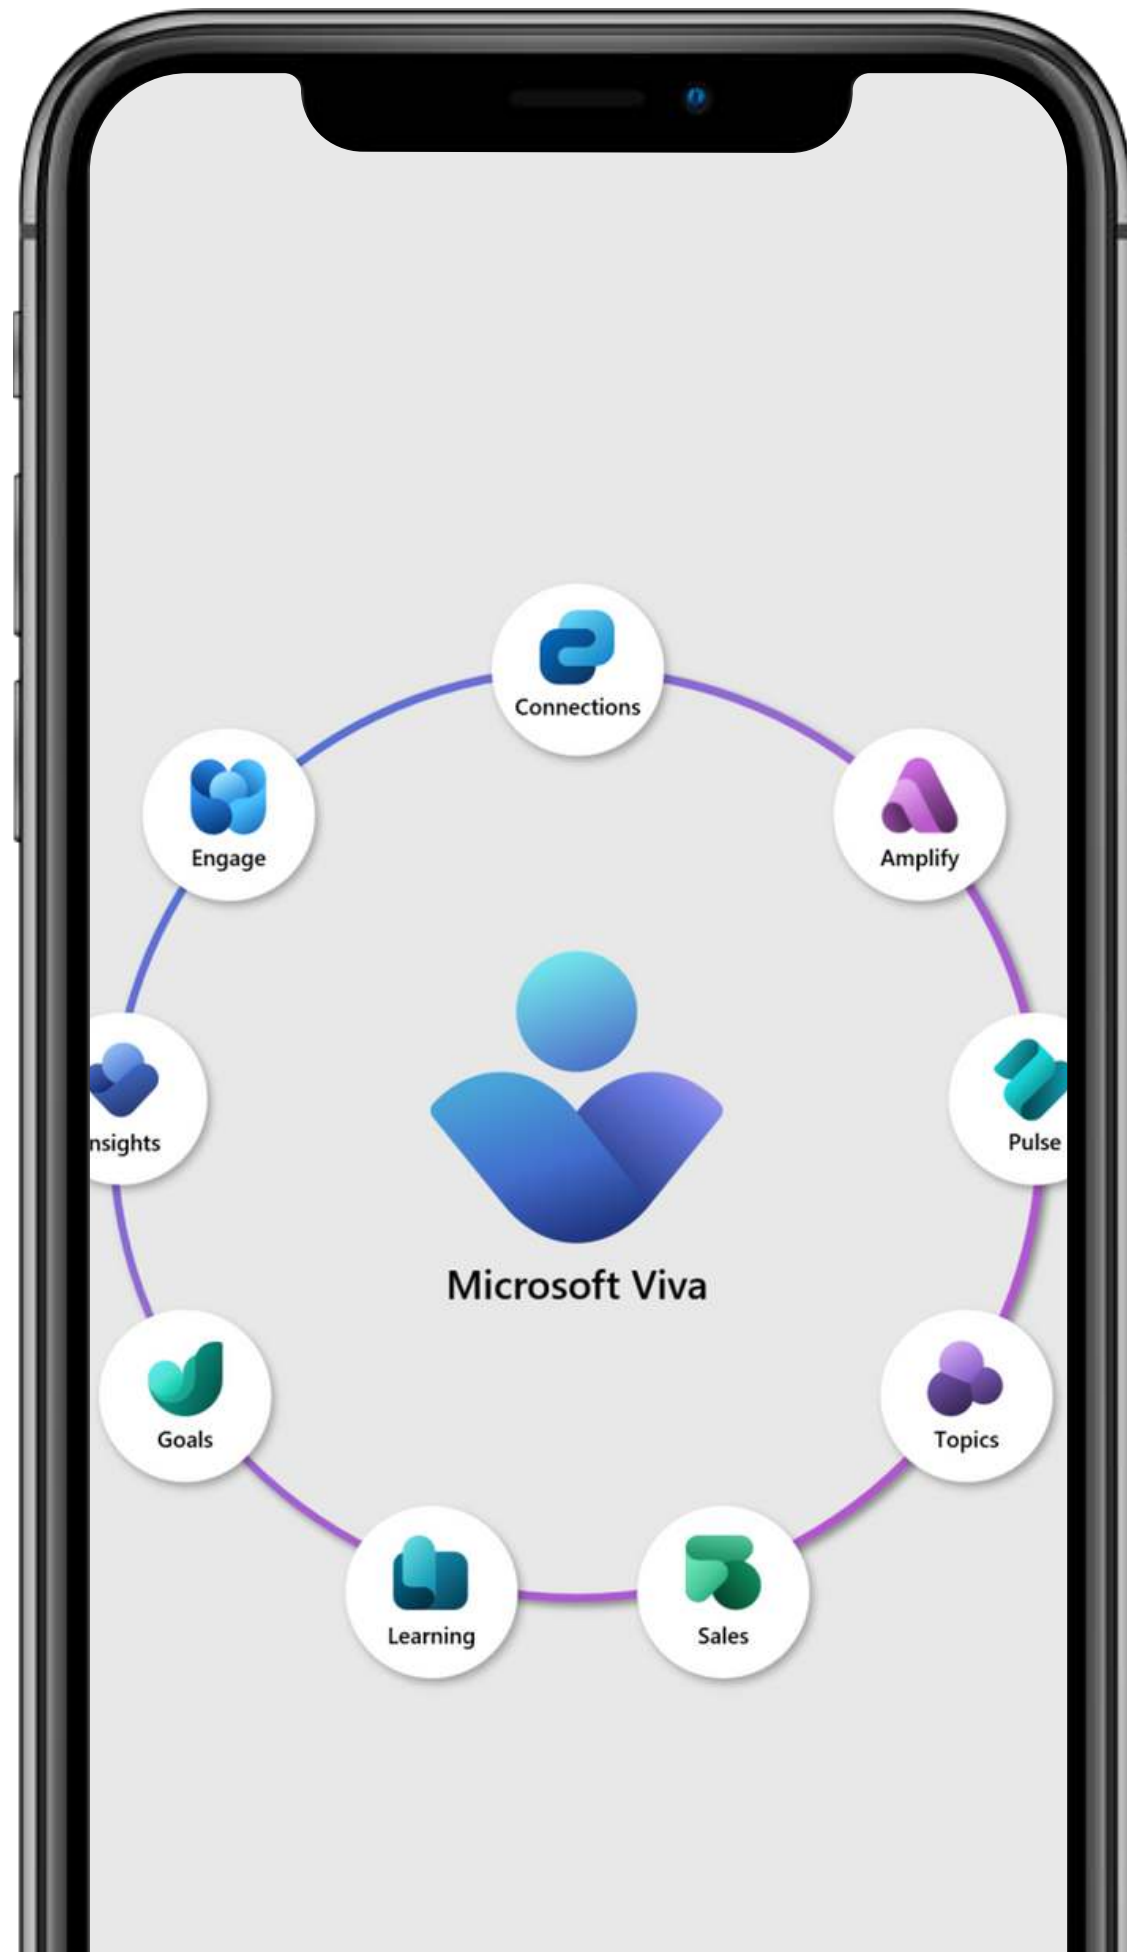 Connections
Engage
Amplify
nsights
Pulse
Microsoft Viva
Goals
Topics
Learning
Sales